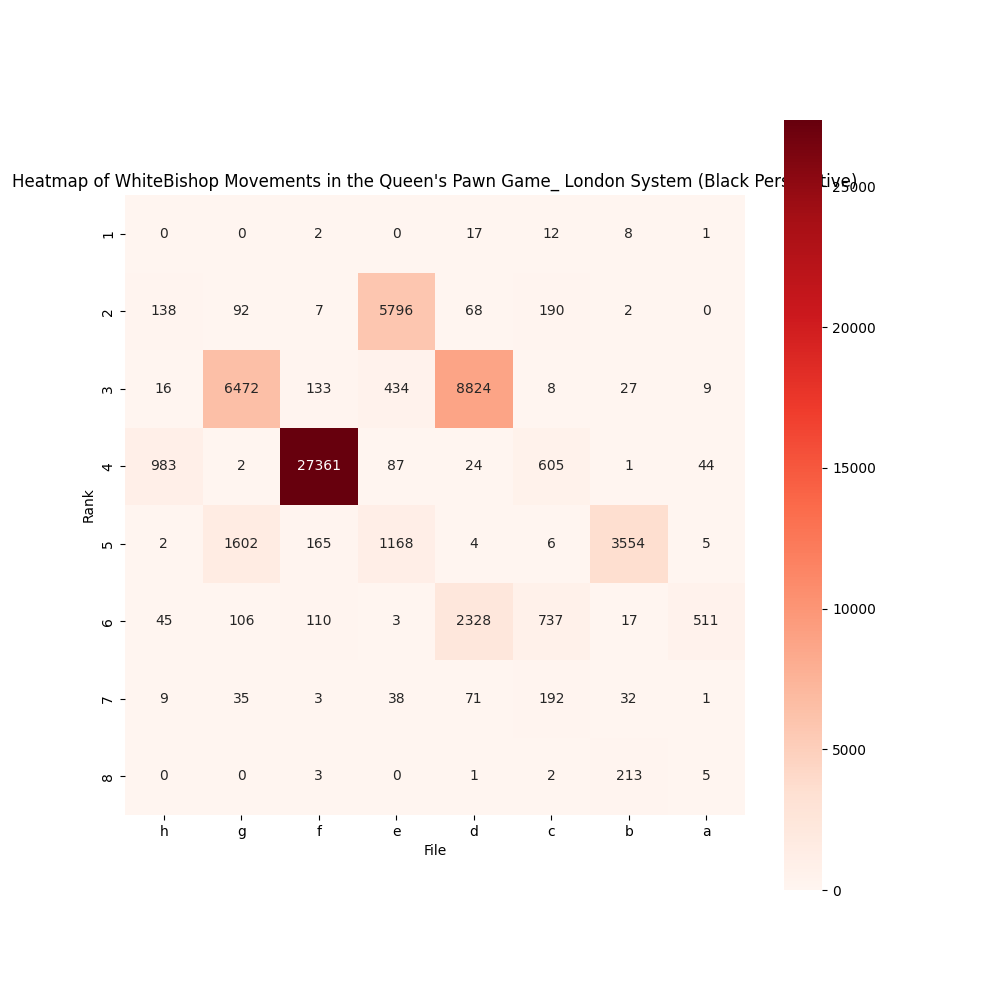 Heatmap of WhiteBishop Movements in the Queen's Pawn Game_ London System (Black Perspective)
25000
1 0 0 2 0 17 12 8 1
2 138 92 7 5796 68 190 2 0
20000
3 16 6472 133 434 8824 8 27 9
4 983 2 27361 87 24 605 1 44
15000
Rank
5 2 1602 165 1168 4 6 3554 5
10000
6 45 106 110 3 2328 737 17 511
7 9 35 3 38 71 192 32 1
5000
8 0 0 3 0 1 2 213 5
h g f e d c b a
File
0